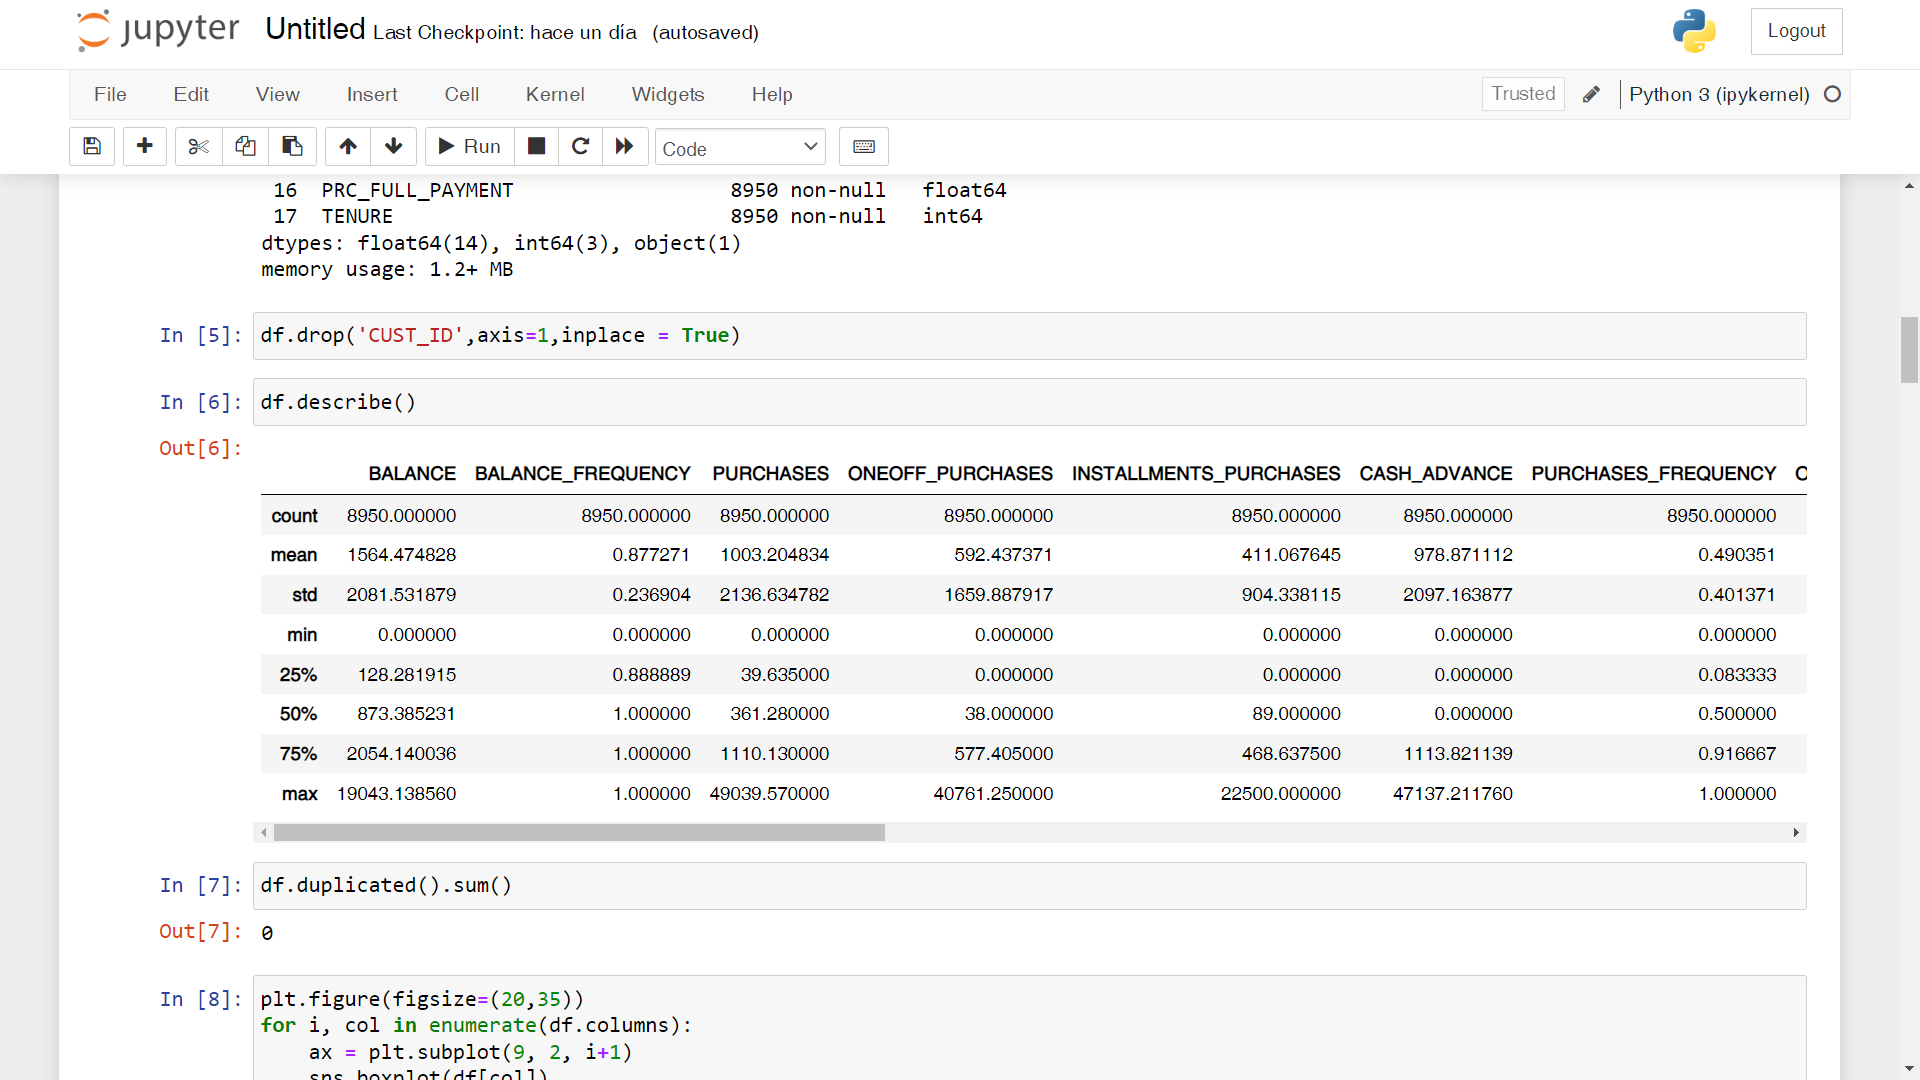 jupyter Untitled Last Checkpoint: hace un día (autosaved) Logout
File Edit View Insert Cell Kernel Widgets Help Trusted Python 3 (ipykernel)
Run Code
16 PRC_FULL_PAYMENT 8950 non-null float64
17 TENURE 8950 non-null int64
dtypes: float64(14), int64(3), object(1)
memory usage: 1.2+ MB
In [5]: df.drop('CUST_ID',axis=1,inplace = True)
In [6]: df.describe()
Out[6]:
BALANCE BALANCE_FREQUENCY PURCHASES ONEOFF_PURCHASES INSTALLMENTS_PURCHASES CASH_ADVANCE PURCHASES_FREQUENCY
count 8950.000000 8950.000000 8950.000000 8950.000000 8950.000000 8950.000000 8950.000000
mean 1564.474828 0.877271 1003.204834 592.437371 411.067645 978.871112 0.490351
std 2081.531879 0.236904 2136.634782 1659.887917 904.338115 2097.163877 0.401371
min 0.000000 0.000000 0.000000 0.000000 0.000000 0.000000 0.000000
25% 128.281915 0.888889 39.635000 0.000000 0.000000 0.000000 0.083333
50% 873.385231 1.000000 361.280000 38.000000 89.000000 0.000000 0.500000
75% 2054.140036 1.000000 1110.130000 577.405000 468.637500 1113.821139 0.916667
max 19043.138560 1.000000 49039.570000 40761.250000 22500.000000 47137.211760 1.000000
In [7]: df.duplicated().sum()
Out[7]: 0
In [8]: plt.figure(figsize=(20,35))
for i, col in enumerate(df.columns):
ax = plt.subplot(9, 2, i+1)
sns.boxplot(df[col])